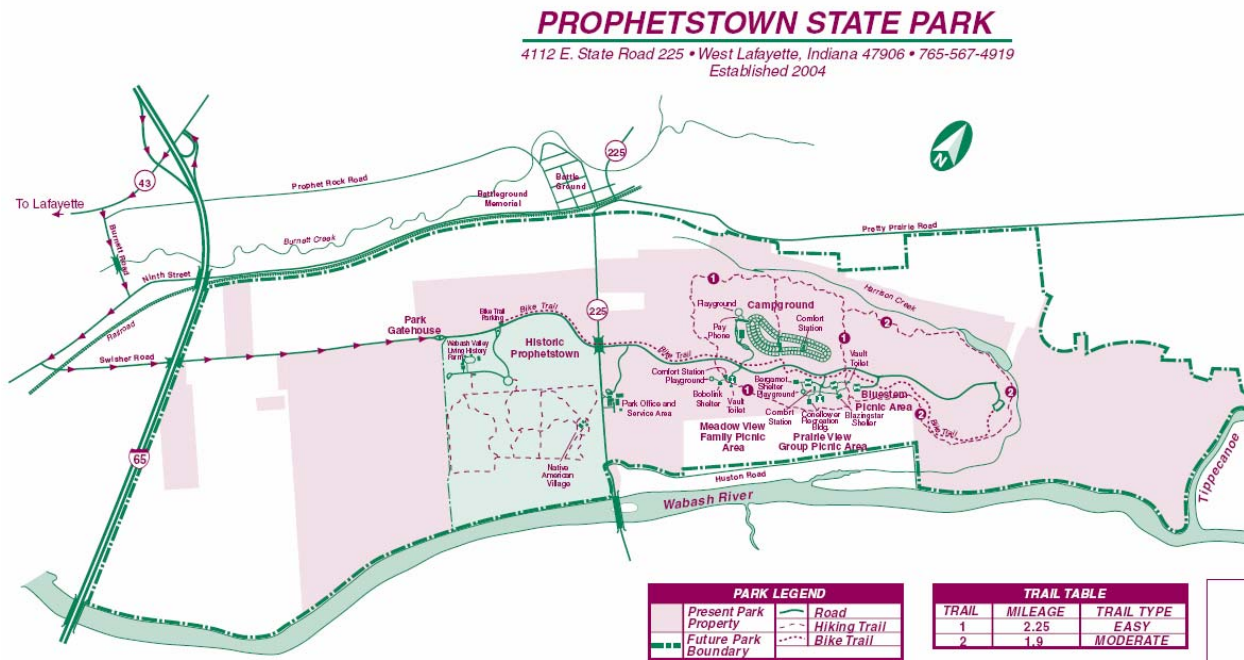 PROPHETSTOWN STATE PARK
4112 E. State Road 225 • West Lafayette, Indiana 47906 • 765-567-4919
Established 2004
N
43
To Lafayette
Prophet Rock Road
225
Battle
Ground
Battleground
Memorial
Burnett Road
Burnett Creek
Pretty Prairie Road
Ninth Street
Railroad
Swisher Road
65
Park
Gatehouse
Bike Trail
Parking
Bike Trail
225
Wabash Valley
Living History
Farm
Historic
Prophetstown
Native
American
Village
Park Office and
Service Area
Harrison Creek
1
Playground
Campground
2
Pay
Phone
Comfort
Station
1
Bike Trail
Vault
Toilet
Comfort Station
Playground
Bobolink
Shelter
Vault
Toilet
1
Bergamot
Shelter
Playground
Comfort
Station
Coneflower
Recreation
Bldg.
Blazingstar
Shelter
Bluestem
Picnic Area
2
2
Bike Trail
Meadow View
Family Picnic
Area
Prairie View
Group Picnic Area
Huston Road
Wabash River
Tippecanoe
PARK LEGEND
Present Park
Property
Future Park
Boundary
Road
Hiking Trail
Bike Trail
TRAIL TABLE
TRAIL MILEAGE TRAIL TYPE
1 2.25 EASY
2 1.9 MODERATE